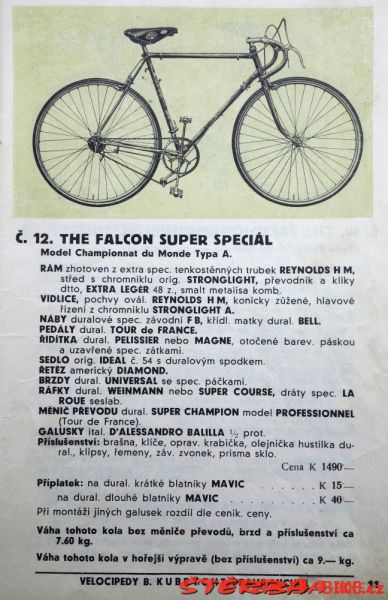 Č. 12. THE FALCON SUPER SPECIÁL
Model Championnat du Monde Typa A.
RÁM zhotoven z extra spec. tenkostěnných trubek REYNOLDS H M,
střed s chromniklu orig. STRONGLIGHT, převodník a kliky
dtto, EXTRA LEGER 48 z., smalt metalisa komb.
VIDLICE, pochvy ovál. REYNOLDS H M, konicky zúžené, hlavové
řízení z chromniklu STRONGLIGHT A.
NÁBY duralové spec. závodní F B, křídl. matky dural. BELL.
PEDÁLY dural. TOUR de FRANCE.
ŘIDÍTKA dural. PELISSIER nebo MAGNE, otočené barev. páskou
a uzavřené spec. zátkami.
SEDLO orig. IDEAL č. 54 s duralovým spodkem.
ŘETĚZ americký DIAMOND.
BRZDY dural. UNIVERSAL se spec. páčkami.
RÁFKY dural. WEINMANN nebo SUPER COURSE, dráty spec. LA
ROUE seslab.
MĚNIČ PŘEVODU dural. SUPER CHAMPION model PROFESSIONNEL
(Tour de France).
GALUSKY ital. D'ALESSANDRO BALILLA ½ prot.
Příslušenství: brašna, klíče, oprav. krabička, olejnička hustilka du-
ral., klipsy, řemeny, záv. zvonek, prisma sklo.
Cena K 1490·—
Příplatek: na dural. krátké blatníky MAVIC . . . . K 15·—
na dural. dlouhé blatníky MAVIC . . . . K 40·—
Při montáži jiných galusek rozdíl dle ceník. ceny.
Váha tohoto kola bez měniče převodů, brzd a příslušenství ca
7.60 kg.
Váha tohoto kola v hořejší výpravě (bez příslušenství) ca 9.— kg.
VELOCIPEDY B. KUB
11